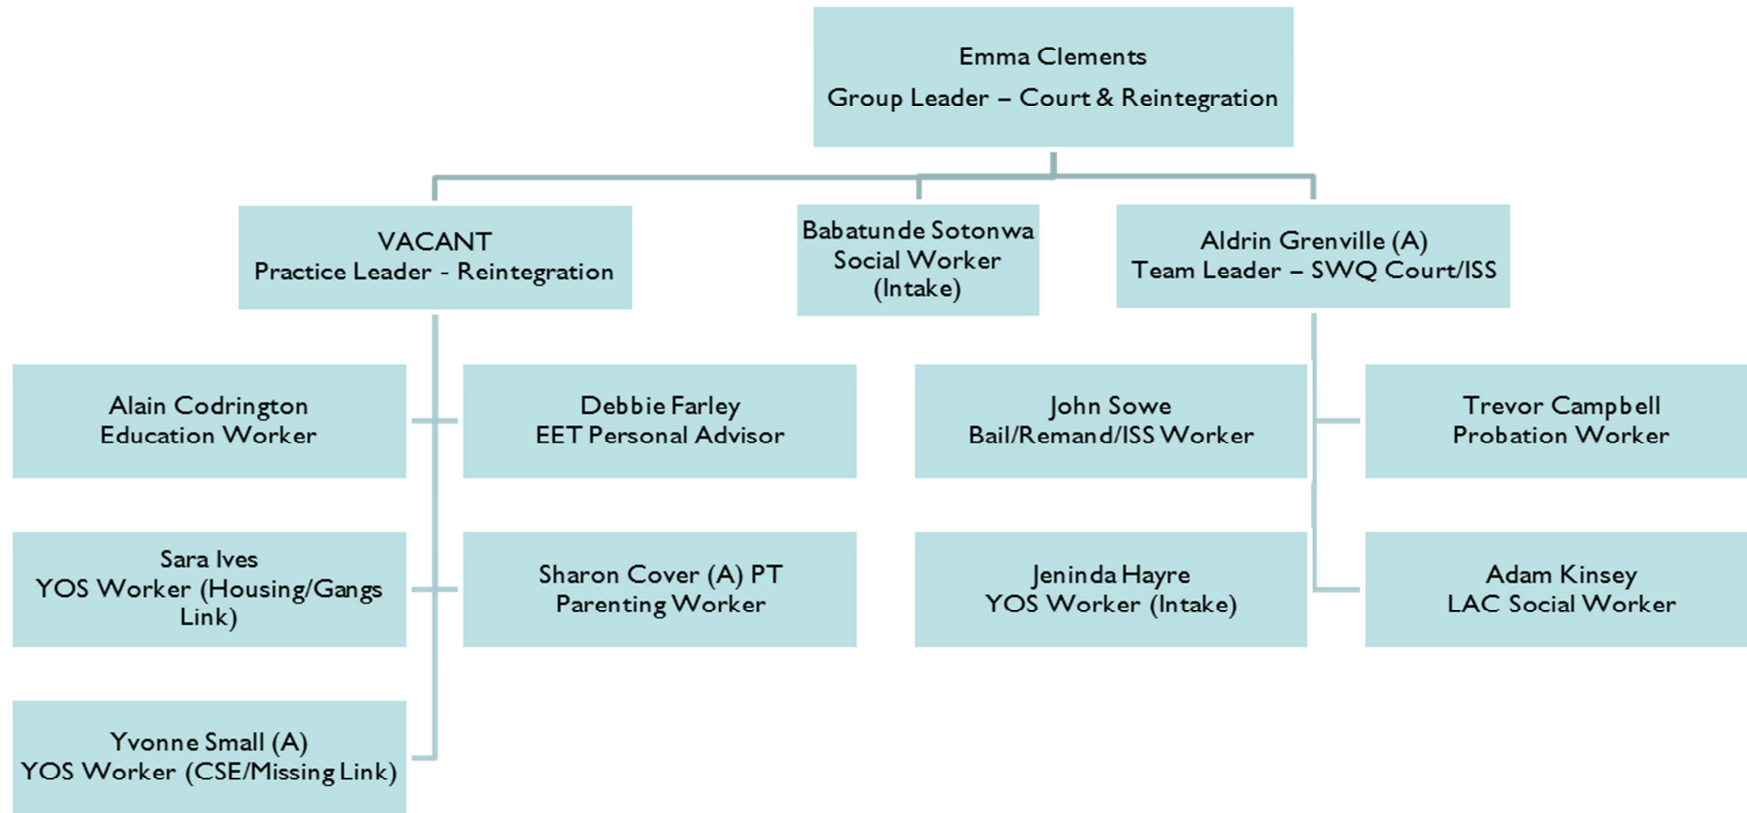 Emma Clements
Group Leader – Court & Reintegration
VACANT
Practice Leader - Reintegration
Babatunde Sotonwa
Social Worker
(Intake)
Aldrin Grenville (A)
Team Leader – SWQ Court/ISS
Alain Codrington
Education Worker
Debbie Farley
EET Personal Advisor
John Sowe
Bail/Remand/ISS Worker
Trevor Campbell
Probation Worker
Sara Ives
YOS Worker (Housing/Gangs
Link)
Sharon Cover (A) PT
Parenting Worker
Jeninda Hayre
YOS Worker (Intake)
Adam Kinsey
LAC Social Worker
Yvonne Small (A)
YOS Worker (CSE/Missing Link)